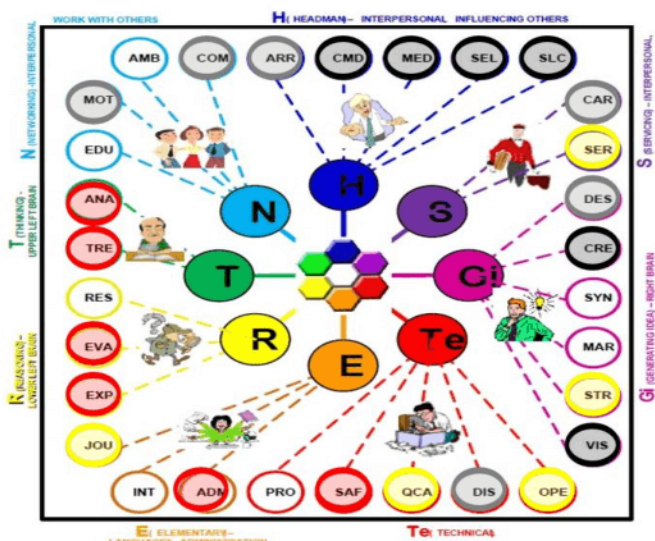 WORK WITH OTHERS
H( HEADMAN) – INTERPERSONAL INFLUENCING OTHERS
N (NETWORKING) -INTERPERSONAL
T (THINKING) -
UPPER LEFT BRAIN
R (REASONING) –
LOWER LEFT BRAIN
S (SERVICING) – INTERPERSONAL
Gi (GENERATING IDEA) – RIGHT BRAIN
AMB
COM
ARR
CMD
MED
SEL
SLC
MOT
CAR
EDU
SER
ANA
DES
TRE
CRE
RES
SYN
EVA
MAR
EXP
STR
JOU
VIS
INT
ADM
PRO
SAF
QCA
DIS
OPE
H
N
S
T
Gi
R
Te
E
E( ELEMENTARY)–
Te( TECHNICAL)